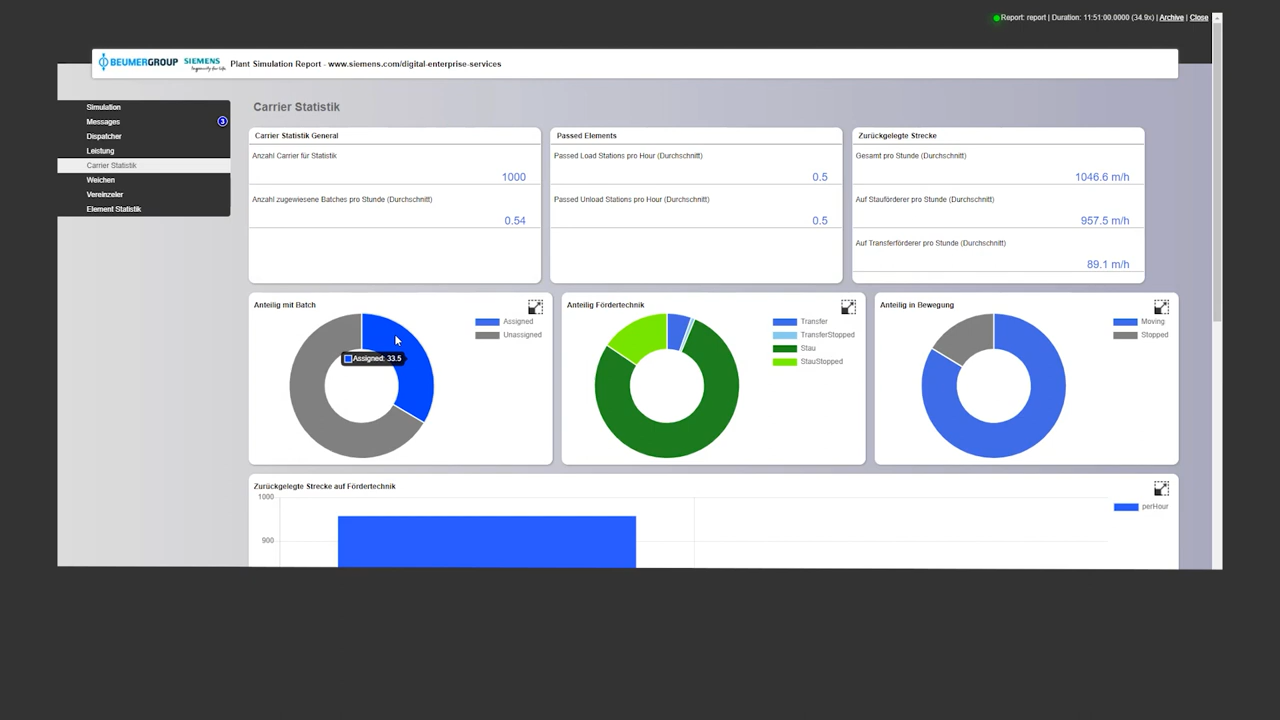 Report: report | Duration: 11:51:00.0000 (34.9x) | Archive | Close
BEUMERGROUP SIEMENS Plant Simulation Report - www.siemens.com/digital-enterprise-services
Ingenuity for life
Simulation
Messages 3
Dispatcher
Leistung
Carrier Statistik
Weichen
Vereinzeler
Element Statistik
Carrier Statistik
Carrier Statistik General
Anzahl Carrier für Statistik
1000
Anzahl zugewiesene Batches pro Stunde (Durchschnitt)
0.54
Passed Elements
Passed Load Stations pro Hour (Durchschnitt)
0.5
Passed Unload Stations pro Hour (Durchschnitt)
0.5
Zurückgelegte Strecke
Gesamt pro Stunde (Durchschnitt)
1046.6 m/h
Auf Stauförderer pro Stunde (Durchschnitt)
957.5 m/h
Auf Transferförderer pro Stunde (Durchschnitt)
89.1 m/h
Anteilig mit Batch
Assigned
Unassigned
Assigned: 33.5
Anteilig Fördertechnik
Transfer
TransferStopped
Stau
StauStopped
Anteilig in Bewegung
Moving
Stopped
Zurückgelegte Strecke auf Fördertechnik
1000
perHour
900